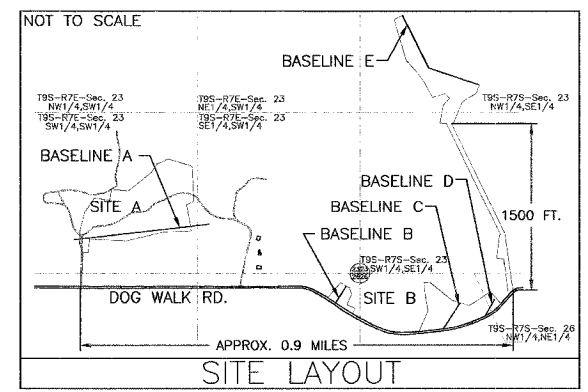 NOT TO SCALE
BASELINE E
T9S-R7E-Sec. 23
NW1/4,SW1/4
T9S-R7E-Sec. 23
NE1/4,SW1/4
T9S-R7S-Sec. 23
NW1/4,SE1/4
T9S-R7E-Sec. 23
SW1/4,SW1/4
T9S-R7E-Sec. 23
SE1/4,SW1/4
BASELINE A
BASELINE D
SITE A
BASELINE C
1500 FT.
BASELINE B
T9S-R7S-Sec. 23
SW1/4,SE1/4
DOG WALK RD.
SITE B
T9S-R7S-Sec. 26
NW1/4,NE1/4
APPROX. 0.9 MILES
SITE LAYOUT